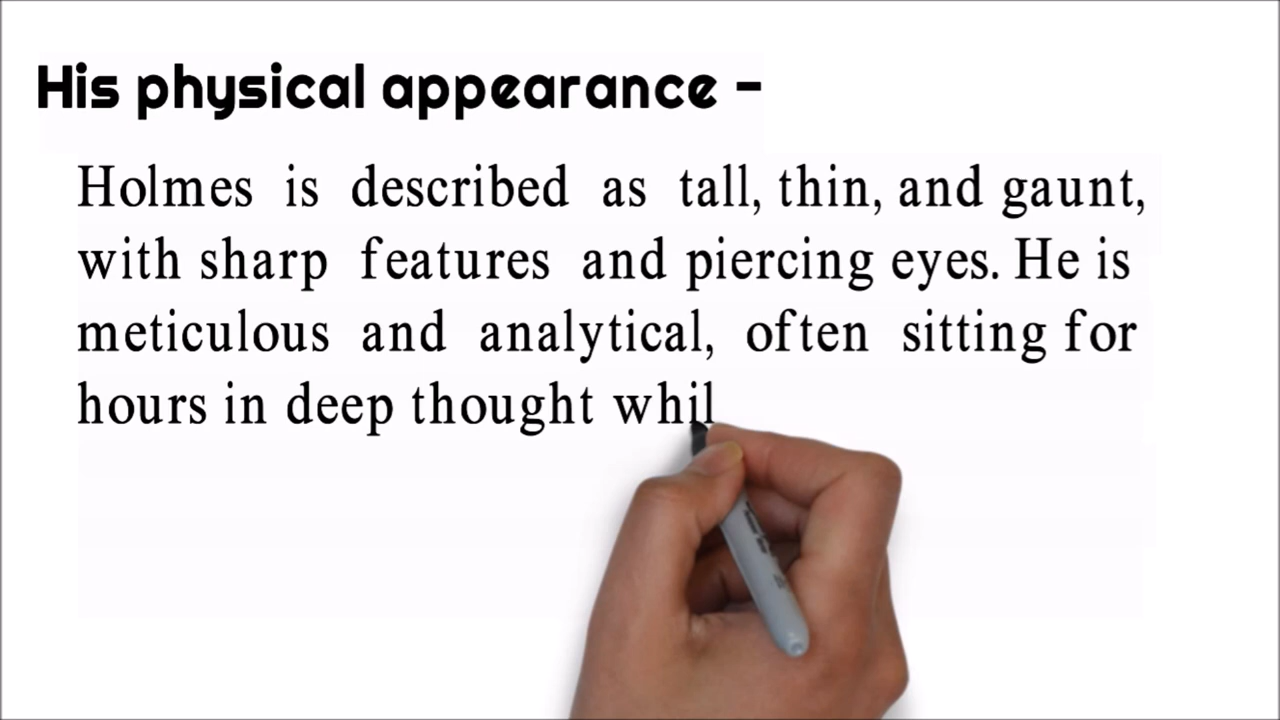 His physical appearance -
Holmes is described as tall, thin, and gaunt,
with sharp features and piercing eyes. He is
meticulous and analytical, often sitting for
hours in deep thought whil